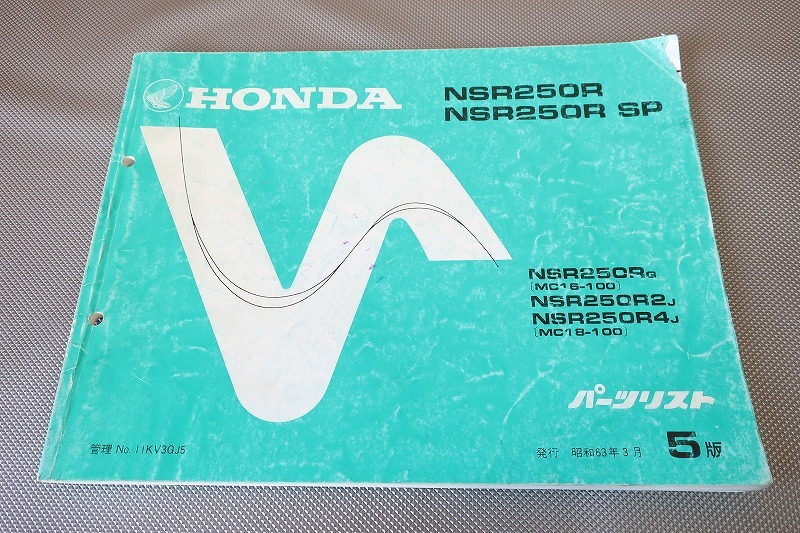 HONDA
NSR250R
NSR250R SP
NSR250RG
(MC16-100)
NSR250R2J
NSR250R4J
(MC18-100)
パーツリスト
管理 No. 11KV3GJ5
発行 昭和63年3月 5版